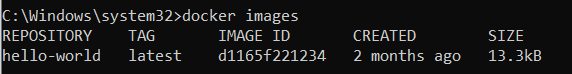 C:\Windows\system32>docker images
REPOSITORY    TAG       IMAGE ID       CREATED        SIZE
hello-world   latest    d1165f221234   2 months ago   13.3kB